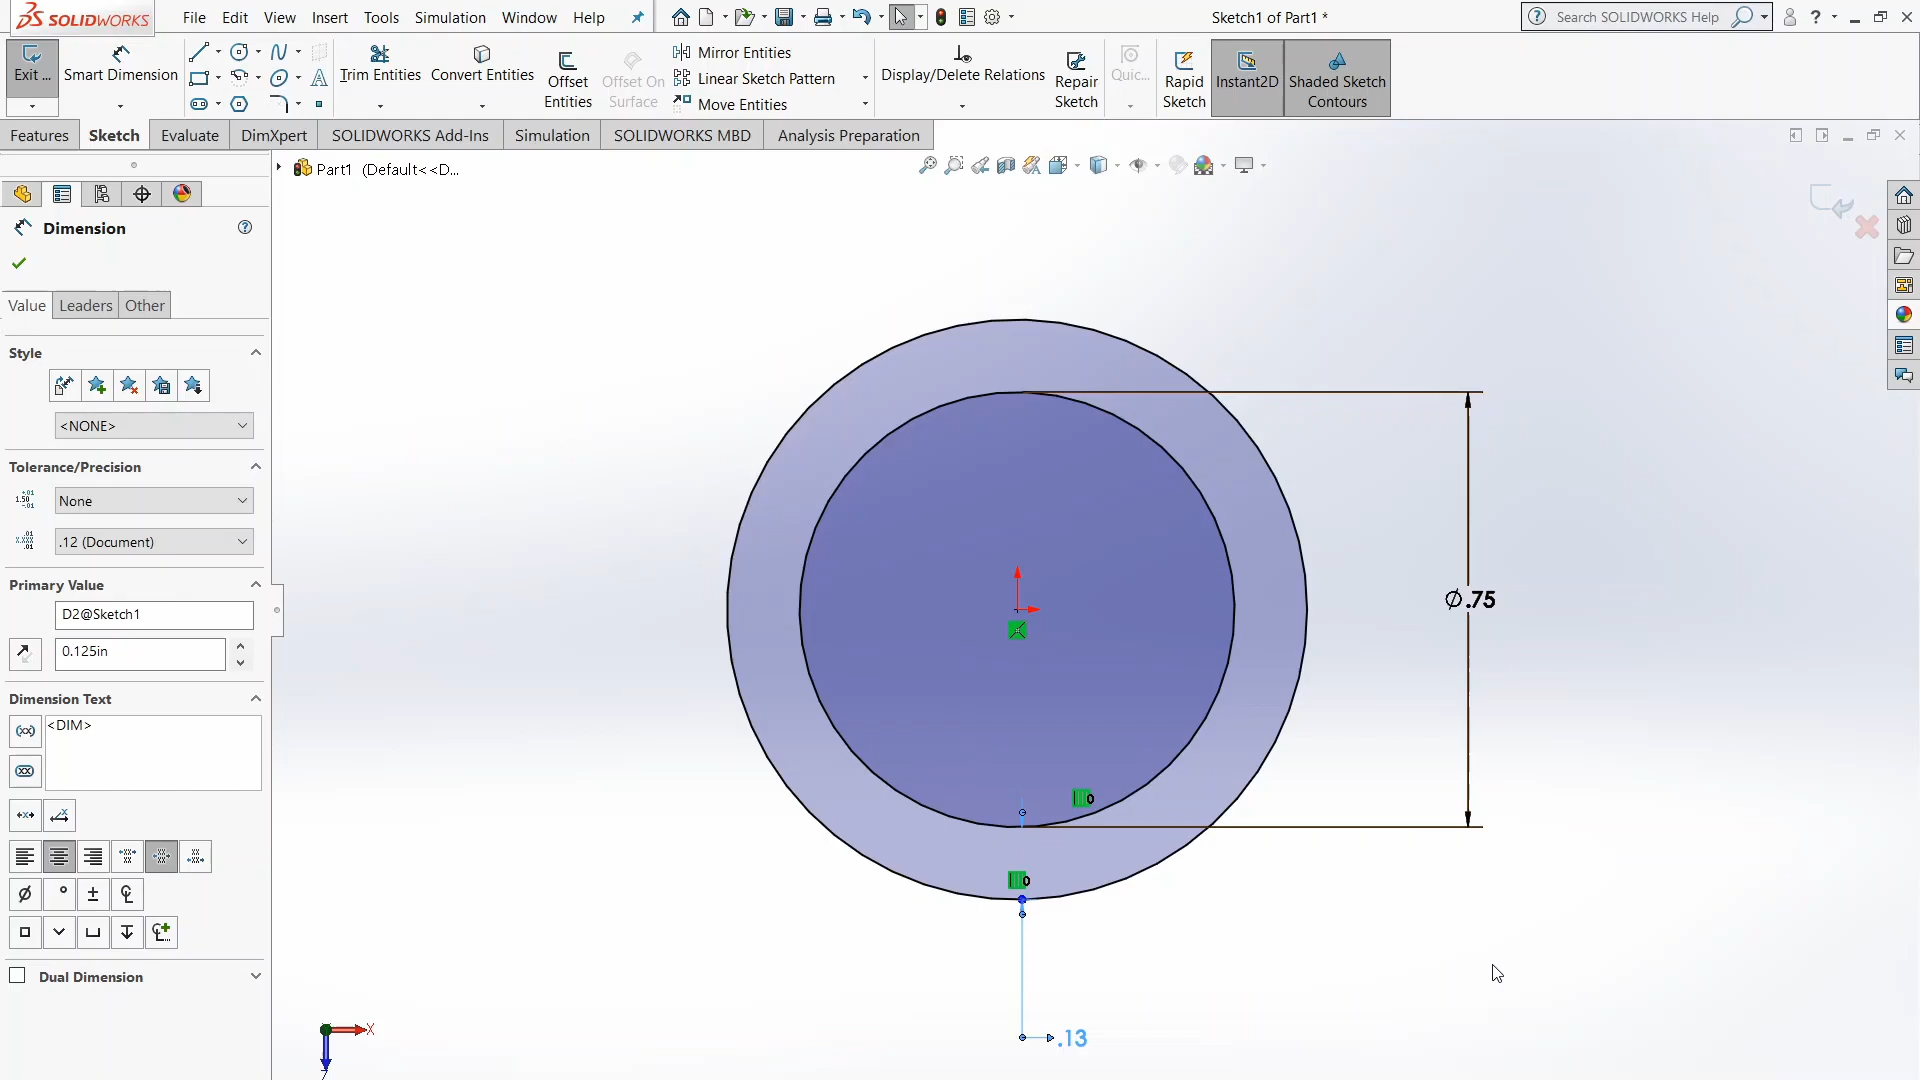 SOLIDWORKS
File Edit View Insert Tools Simulation Window Help
Sketch1 of Part1 *
Search SOLIDWORKS Help
Exit ...
Smart Dimension
Trim Entities
Convert Entities
Offset
Entities
Offset On
Surface
Mirror Entities
Linear Sketch Pattern
Move Entities
Display/Delete Relations
Repair
Sketch
Quic...
Rapid
Sketch
Instant2D
Shaded Sketch
Contours
Features Sketch Evaluate DimXpert SOLIDWORKS Add-Ins Simulation SOLIDWORKS MBD Analysis Preparation
Part1 (Default<<D...
Dimension
Value Leaders Other
Style
<NONE>
Tolerance/Precision
None
.12 (Document)
Primary Value
D2@Sketch1
0.125in
Dimension Text
<DIM>
Dual Dimension
∅.75
0
0
.13
X